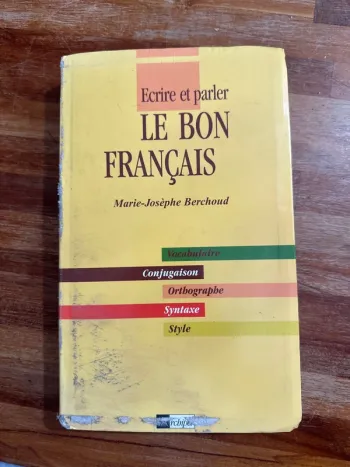 Ecrire et parler
LE BON
FRANÇAIS
Marie-Josèphe Berchoud
Vocabulaire
Conjugaison
Orthographe
Syntaxe
Style